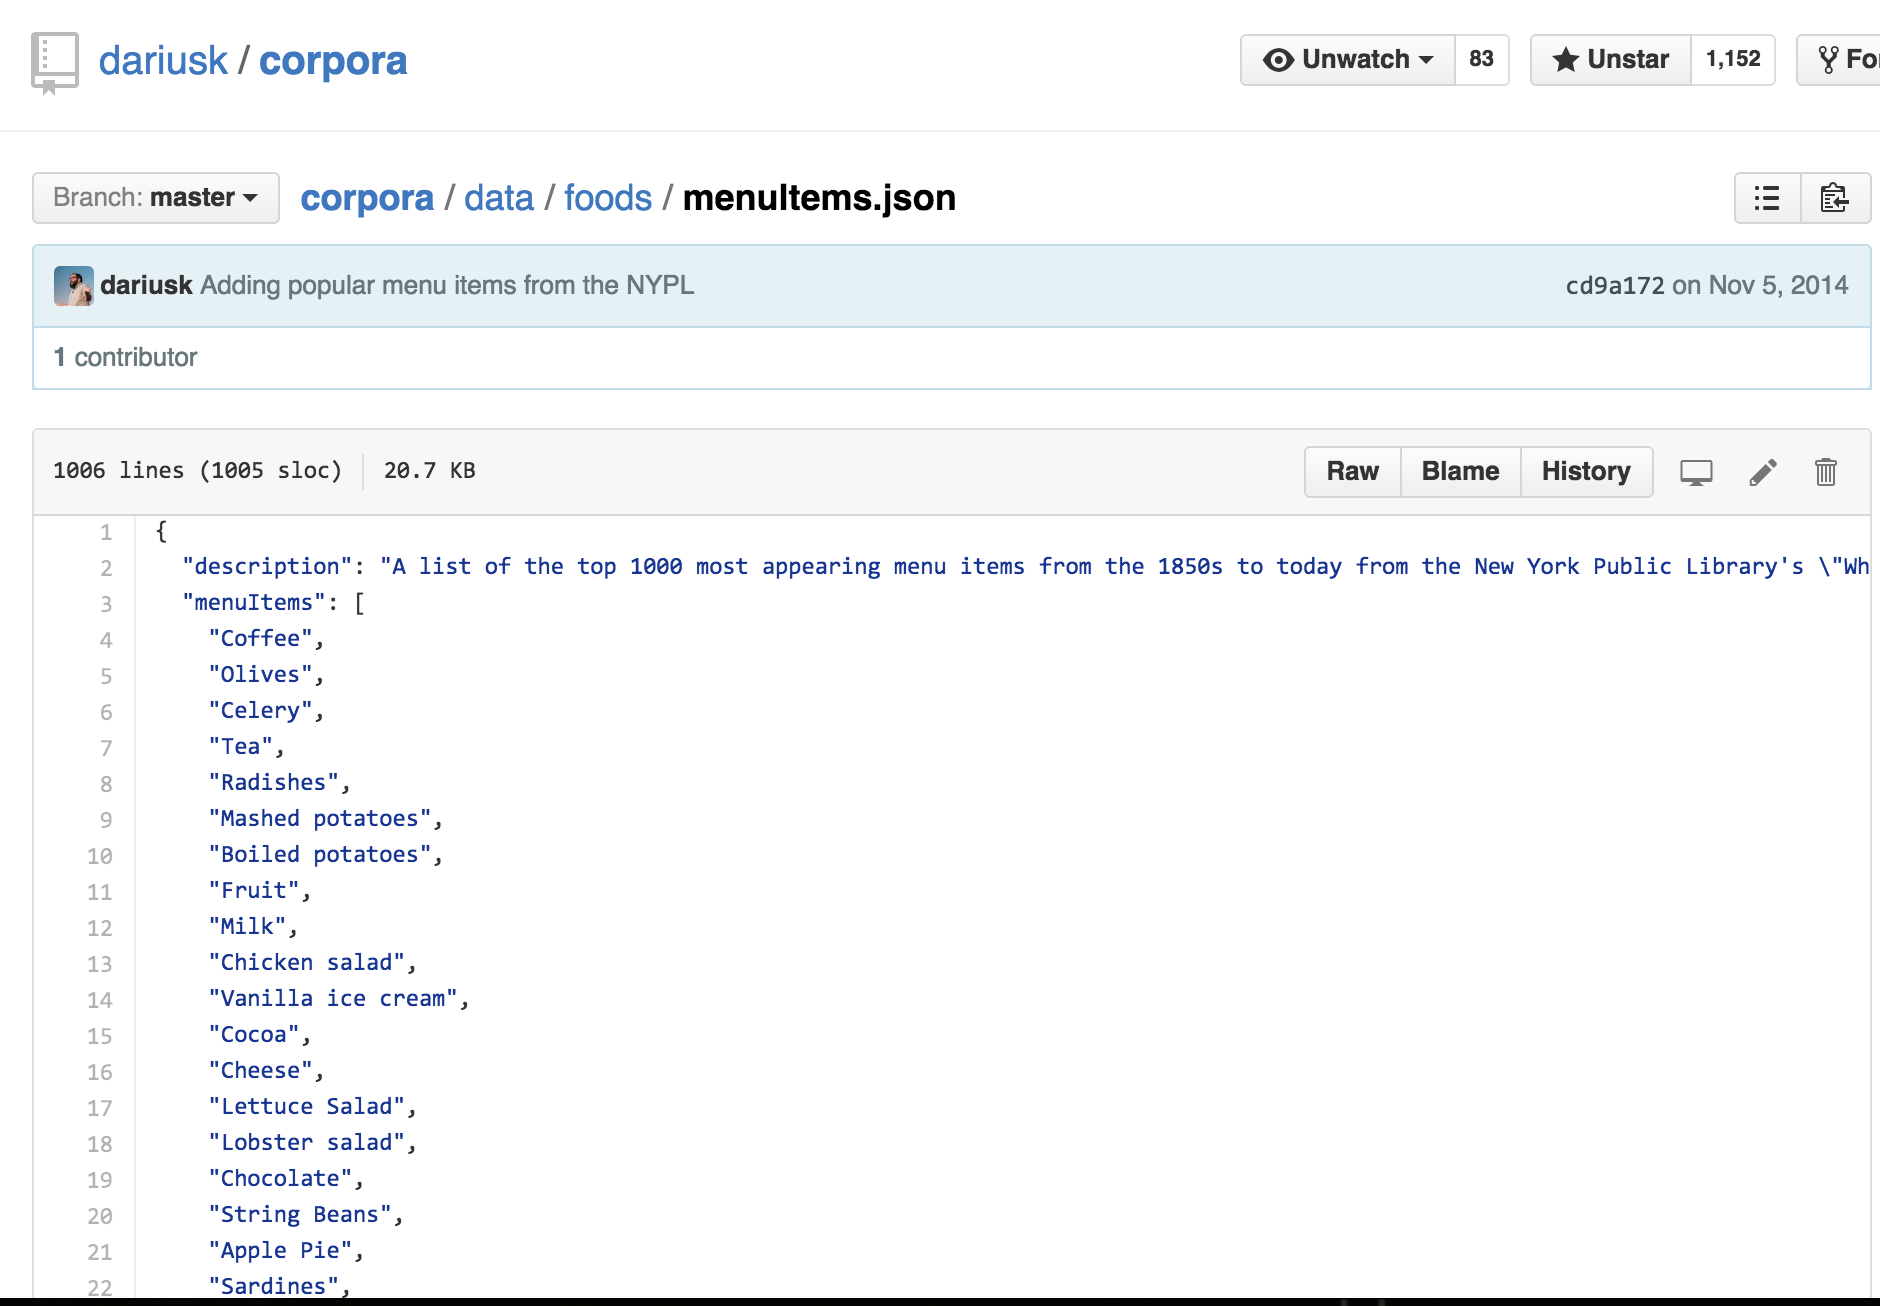 dariusk / corpora
Unwatch 83 Unstar 1,152
Branch: master corpora / data / foods / menuItems.json
dariusk Adding popular menu items from the NYPL cd9a172 on Nov 5, 2014
1 contributor
1006 lines (1005 sloc) 20.7 KB Raw Blame History
1 {
2 "description": "A list of the top 1000 most appearing menu items from the 1850s to today from the New York Public Library's \"Wh
3 "menuItems": [
4 "Coffee",
5 "Olives",
6 "Celery",
7 "Tea",
8 "Radishes",
9 "Mashed potatoes",
10 "Boiled potatoes",
11 "Fruit",
12 "Milk",
13 "Chicken salad",
14 "Vanilla ice cream",
15 "Cocoa",
16 "Cheese",
17 "Lettuce Salad",
18 "Lobster salad",
19 "Chocolate",
20 "String Beans",
21 "Apple Pie",
22 "Sardines",